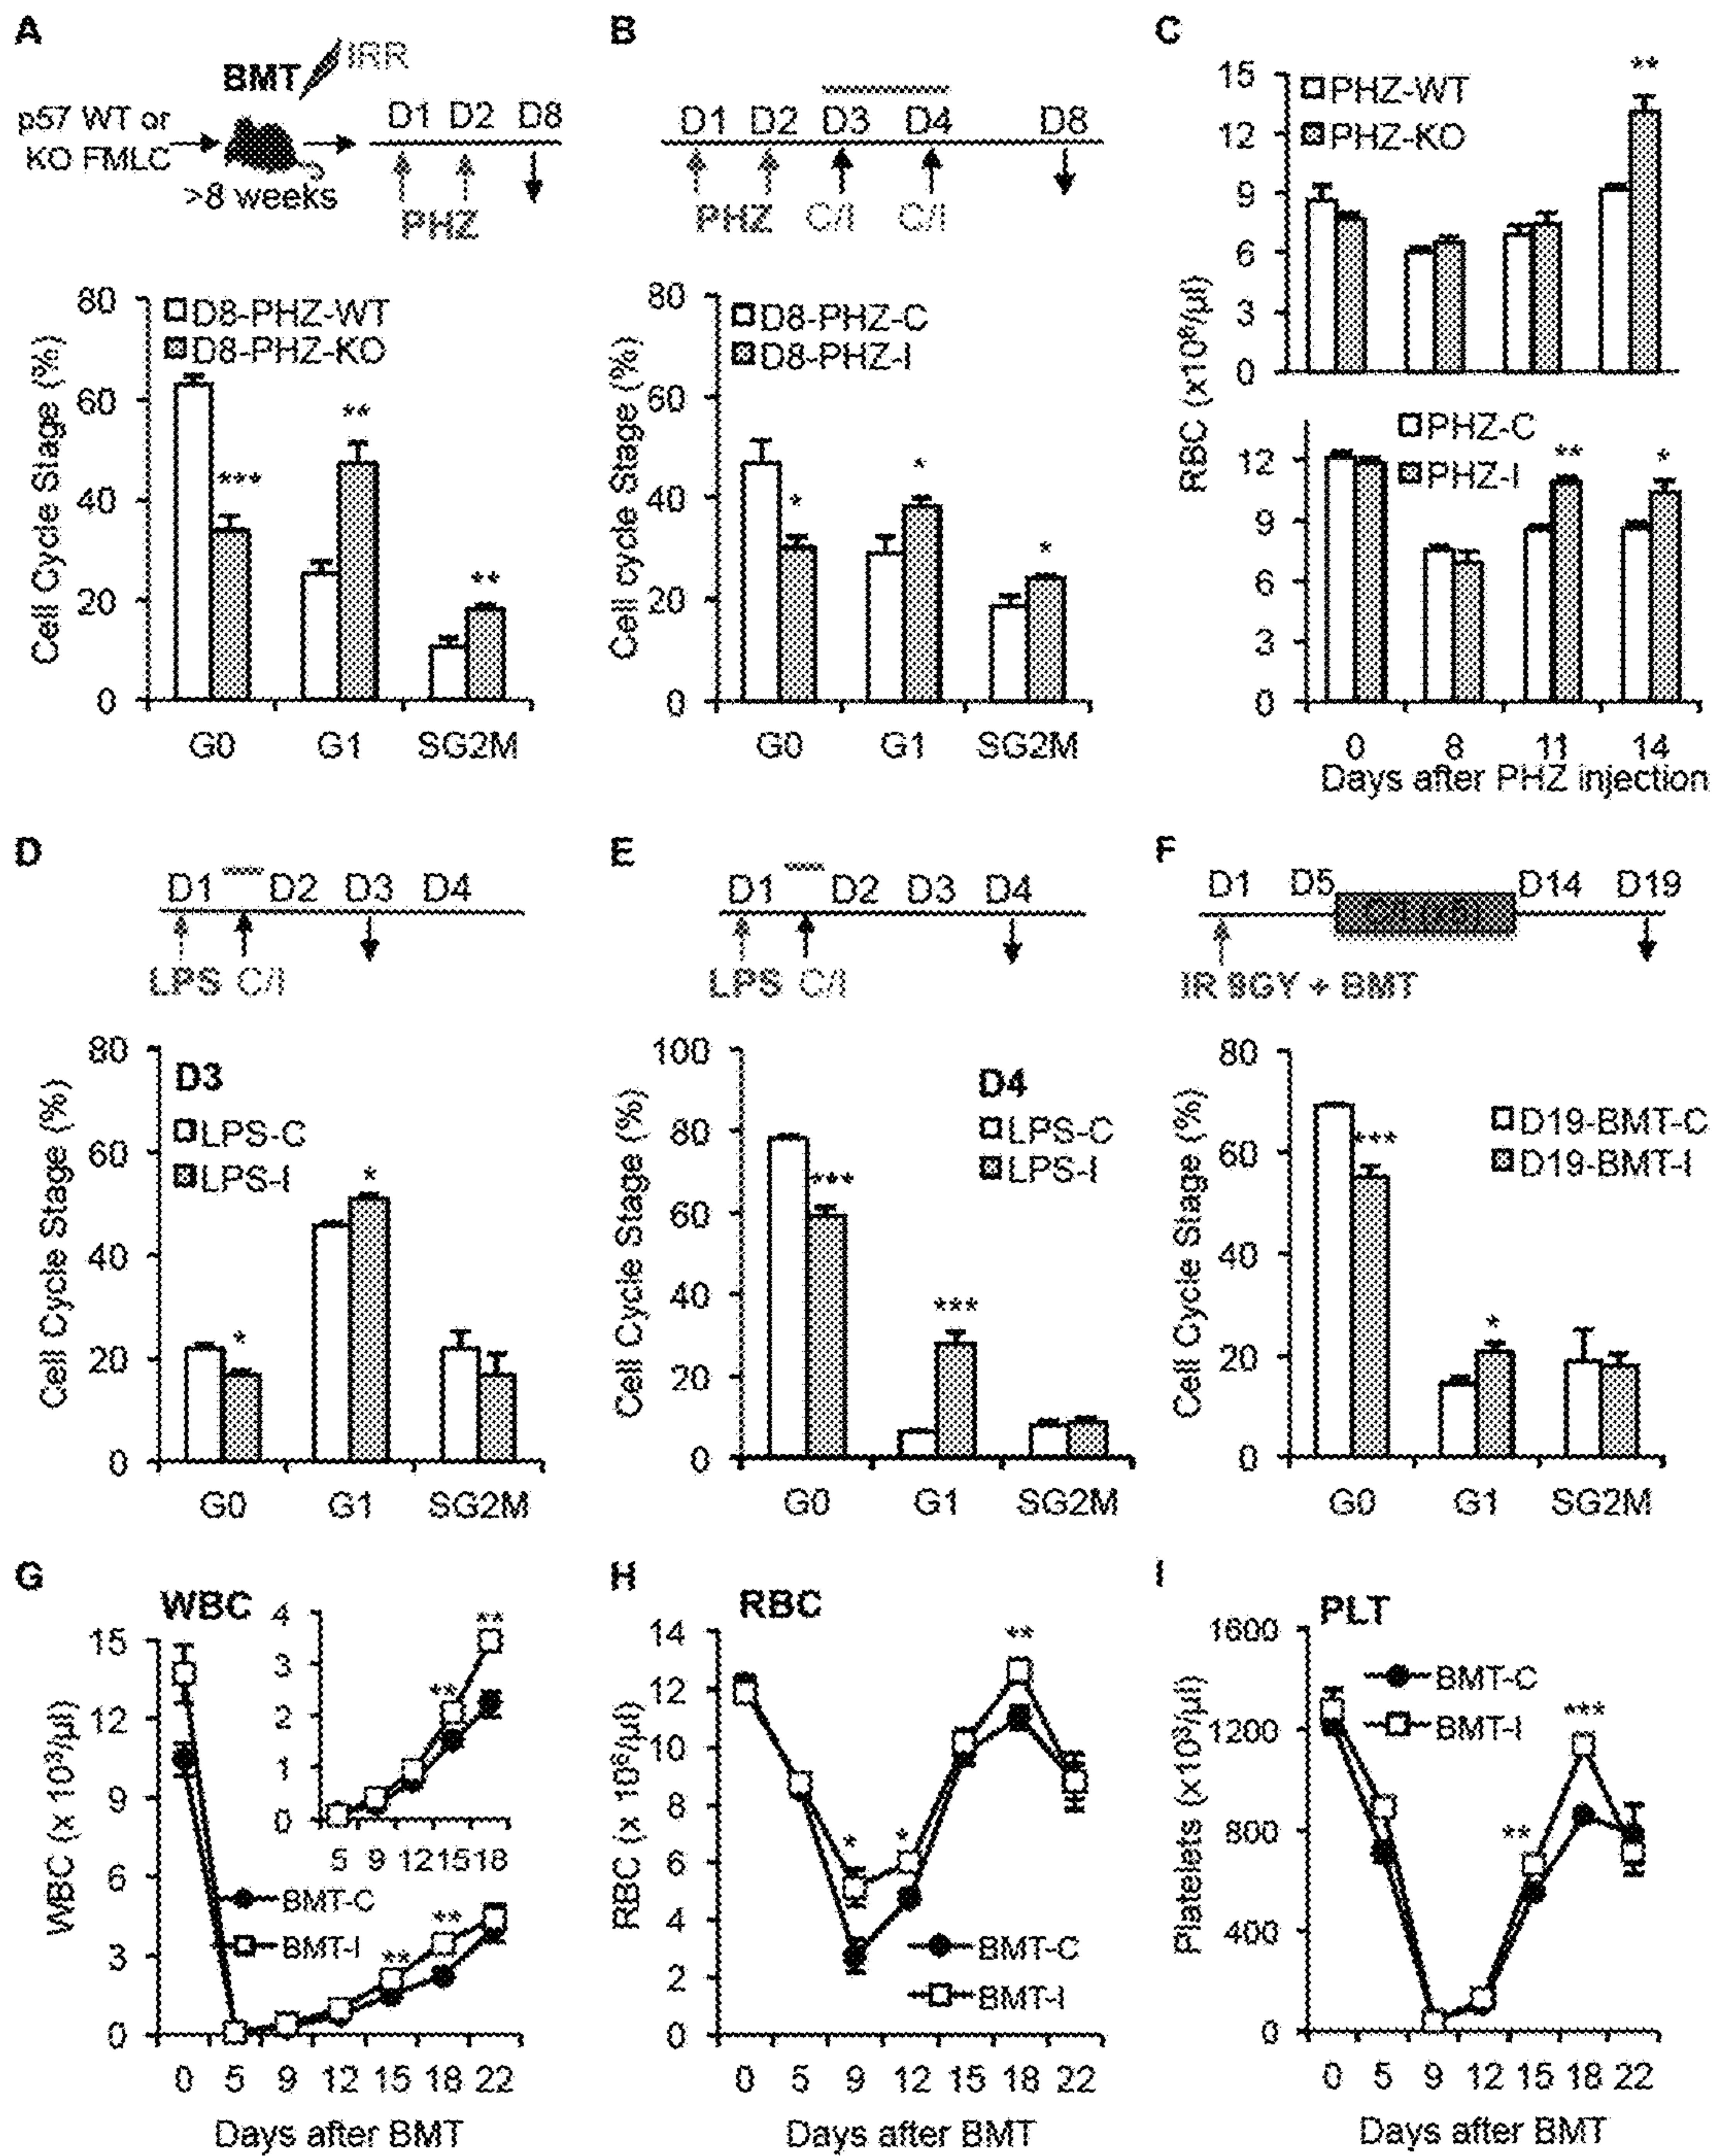 A
BMT
IRR
p57 WT or
KO FMLC
>8 weeks
D1 D2 D8
PHZ
80
60
40
20
0
Cell Cycle Stage (%)
D8-PHZ-WT
D8-PHZ-KO
***
**
**
G0 G1 SG2M
B
D1 D2 D3 D4 D8
PHZ C/I C/I
80
60
40
20
0
Cell cycle Stage (%)
D8-PHZ-C
D8-PHZ-I
*
*
*
G0 G1 SG2M
C
15
12
9
6
3
0
PHZ-WT
PHZ-KO
**
RBC (x10⁶/µl)
12
9
6
3
0
PHZ-C
PHZ-I
**
*
0 8 11 14
Days after PHZ injection
D
D1 D2 D3 D4
LPS C/I
80
60
40
20
0
Cell Cycle Stage (%)
D3
LPS-C
LPS-I
*
*
G0 G1 SG2M
E
D1 D2 D3 D4
LPS C/I
100
80
60
40
20
0
Cell Cycle Stage (%)
D4
LPS-C
LPS-I
***
***
G0 G1 SG2M
F
D1 D5 D14 D19
IR 9GY + BMT
80
60
40
20
0
Cell Cycle Stage (%)
D19-BMT-C
D19-BMT-I
***
*
G0 G1 SG2M
G
WBC
15
12
9
6
3
0
WBC (x 10³/µl)
4
3
2
1
0
**
**
5 9 12 15 18
BMT-C
BMT-I
**
**
0 5 9 12 15 18 22
Days after BMT
H
RBC
14
12
10
8
6
4
2
0
RBC (x 10⁶/µl)
*
*
**
BMT-C
BMT-I
0 5 9 12 15 18 22
Days after BMT
I
PLT
1600
1200
800
400
0
Platelets (x10³/µl)
BMT-C
BMT-I
**
***
0 5 9 12 15 18 22
Days after BMT